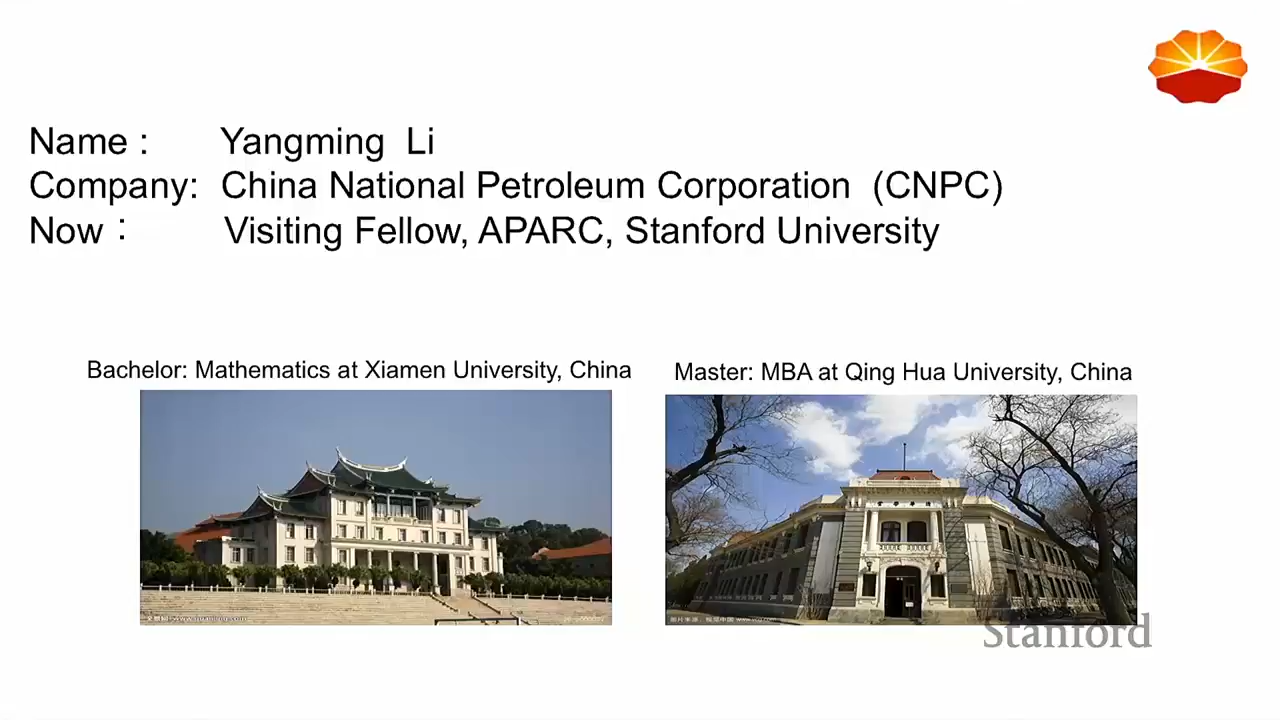 Name : Yangming Li
Company: China National Petroleum Corporation (CNPC)
Now： Visiting Fellow, APARC, Stanford University
Bachelor: Mathematics at Xiamen University, China
Master: MBA at Qing Hua University, China
Stanford